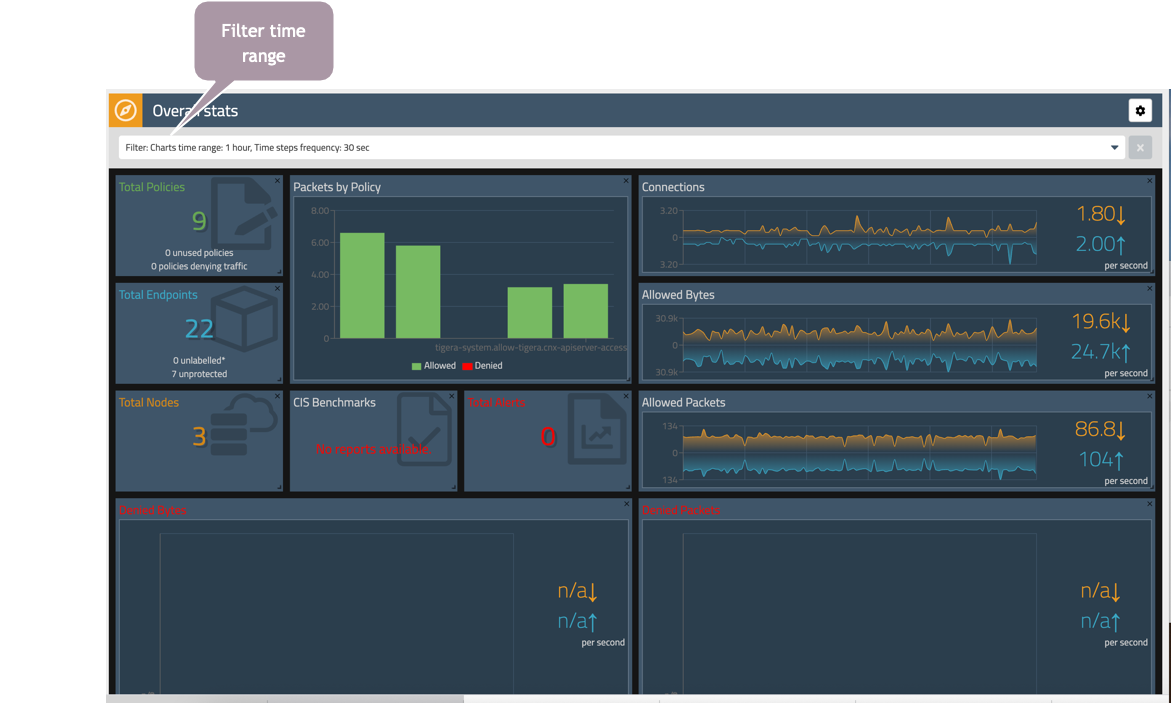 Filter time
range
Overall stats
Filter: Charts time range: 1 hour, Time steps frequency: 30 sec
Total Policies
9
0 unused policies
0 policies denying traffic
Packets by Policy
8.00
6.00
4.00
2.00
0
tigera-system.allow-tigera.cnx-apiserver-access
Allowed
Denied
Connections
3.20
0
3.20
1.80↓
2.00↑
per second
Total Endpoints
22
0 unlabelled*
7 unprotected
Allowed Bytes
30.9k
0
30.9k
19.6k↓
24.7k↑
per second
Total Nodes
3
CIS Benchmarks
No reports available.
Total Alerts
0
Allowed Packets
134
0
134
86.8↓
104↑
per second
Denied Bytes
n/a↓
n/a↑
per second
Denied Packets
n/a↓
n/a↑
per second